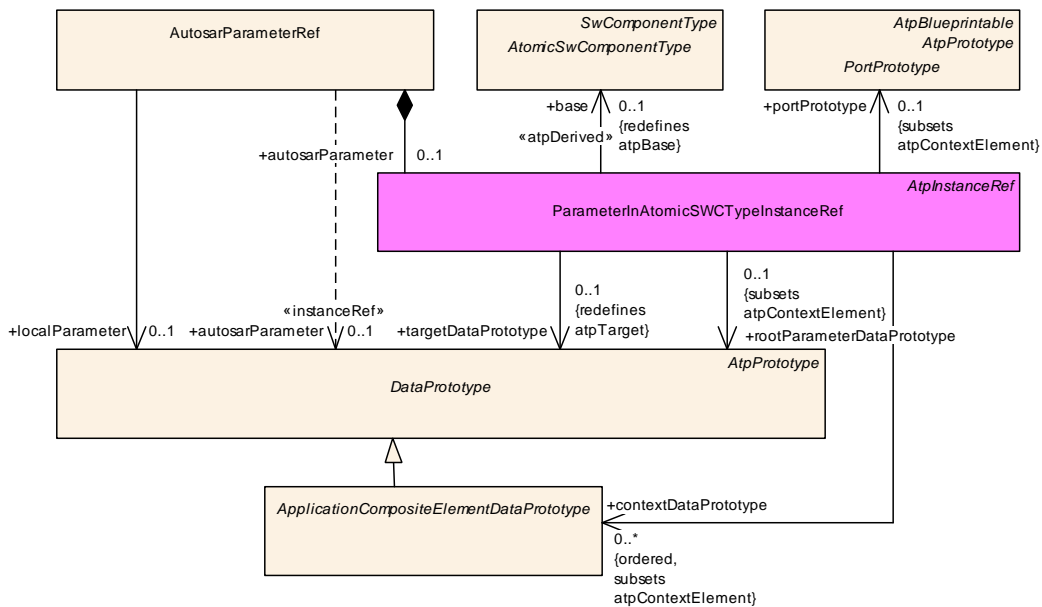 AutosarParameterRef
SwComponentType
AtomicSwComponentType
AtpBlueprintable
AtpPrototype
PortPrototype
+base
0..1
{redefines
atpBase}
«atpDerived»
+portPrototype
0..1
{subsets
atpContextElement}
+autosarParameter
0..1
AtpInstanceRef
ParameterInAtomicSWCTypeInstanceRef
0..1
{redefines
atpTarget}
0..1
{subsets
atpContextElement}
«instanceRef»
+localParameter
0..1
+autosarParameter
0..1
+targetDataPrototype
+rootParameterDataPrototype
AtpPrototype
DataPrototype
ApplicationCompositeElementDataPrototype
+contextDataPrototype
0..*
{ordered,
subsets
atpContextElement}